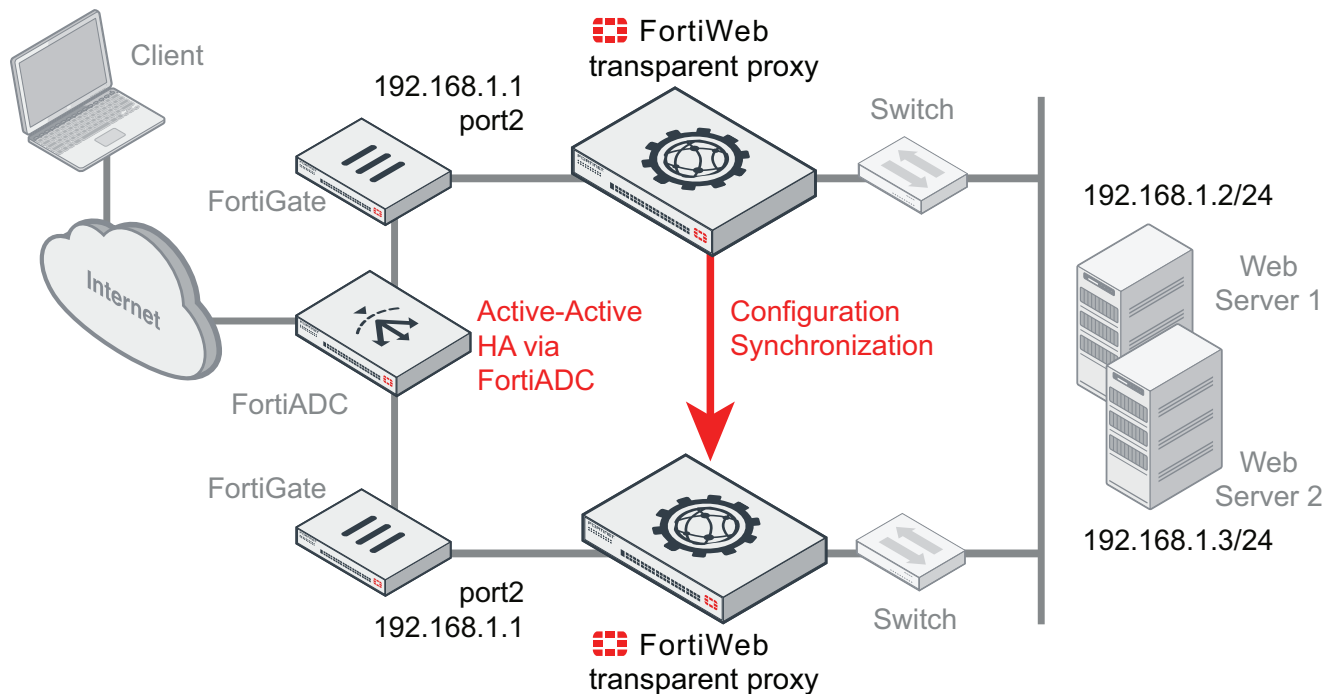 Client
FortiWeb
transparent proxy
192.168.1.1
port2
Switch
FortiGate
192.168.1.2/24
Web
Server 1
Internet
Active-Active
HA via
FortiADC
Configuration
Synchronization
FortiADC
FortiGate
Web
Server 2
192.168.1.3/24
port2
192.168.1.1
Switch
FortiWeb
transparent proxy